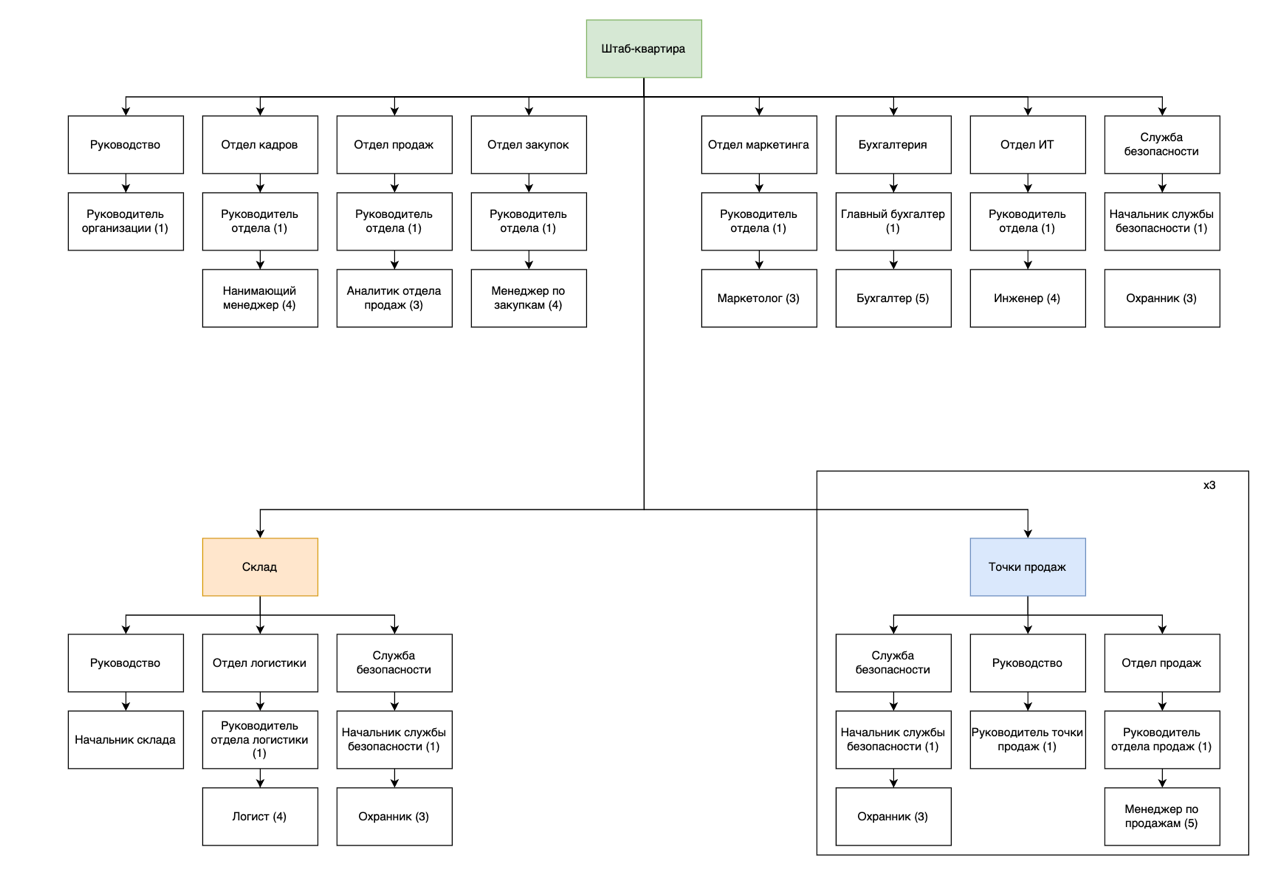 Штаб-квартира
Руководство
Отдел кадров
Отдел продаж
Отдел закупок
Отдел маркетинга
Бухгалтерия
Отдел ИТ
Служба
безопасности
Руководитель
организации (1)
Руководитель
отдела (1)
Руководитель
отдела (1)
Руководитель
отдела (1)
Руководитель
отдела (1)
Главный бухгалтер
(1)
Руководитель
отдела (1)
Начальник службы
безопасности (1)
Нанимающий
менеджер (4)
Аналитик отдела
продаж (3)
Менеджер по
закупкам (4)
Маркетолог (3)
Бухгалтер (5)
Инженер (4)
Охранник (3)
x3
Склад
Точки продаж
Руководство
Отдел логистики
Служба
безопасности
Служба
безопасности
Руководство
Отдел продаж
Начальник склада
Руководитель
отдела логистики
(1)
Начальник службы
безопасности (1)
Начальник службы
безопасности (1)
Руководитель точки
продаж (1)
Руководитель
отдела продаж (1)
Логист (4)
Охранник (3)
Охранник (3)
Менеджер по
продажам (5)